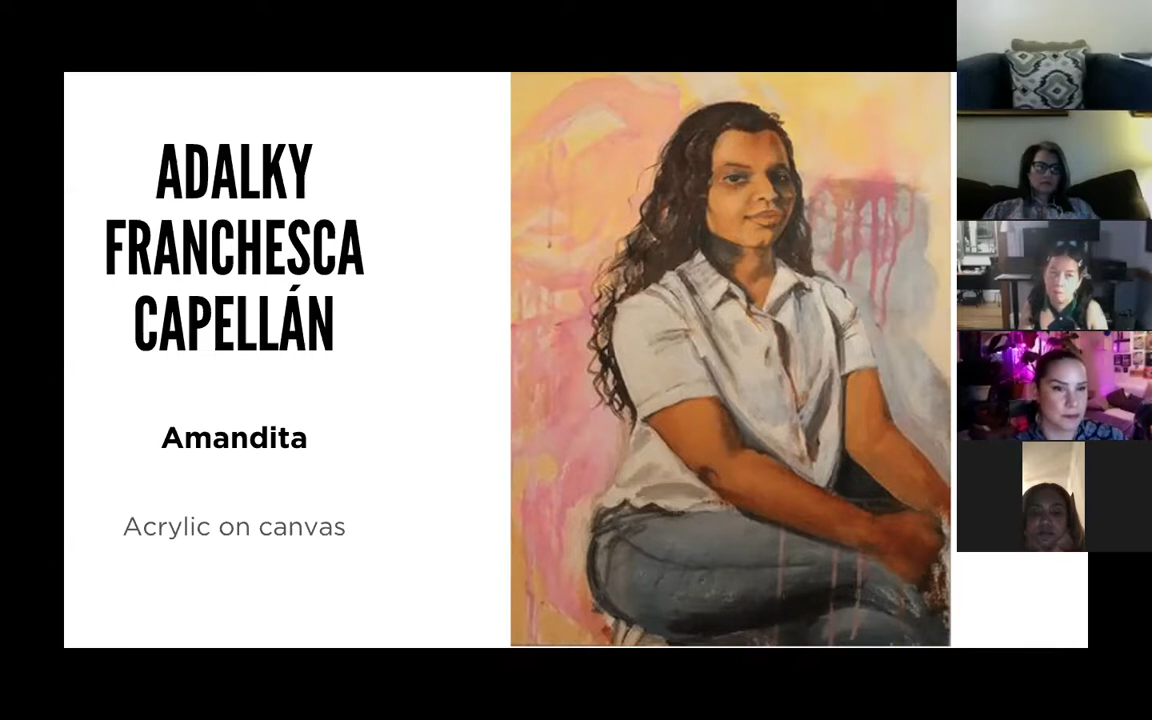 ADALKY
FRANCHESCA
CAPELLÁN
Amandita
Acrylic on canvas